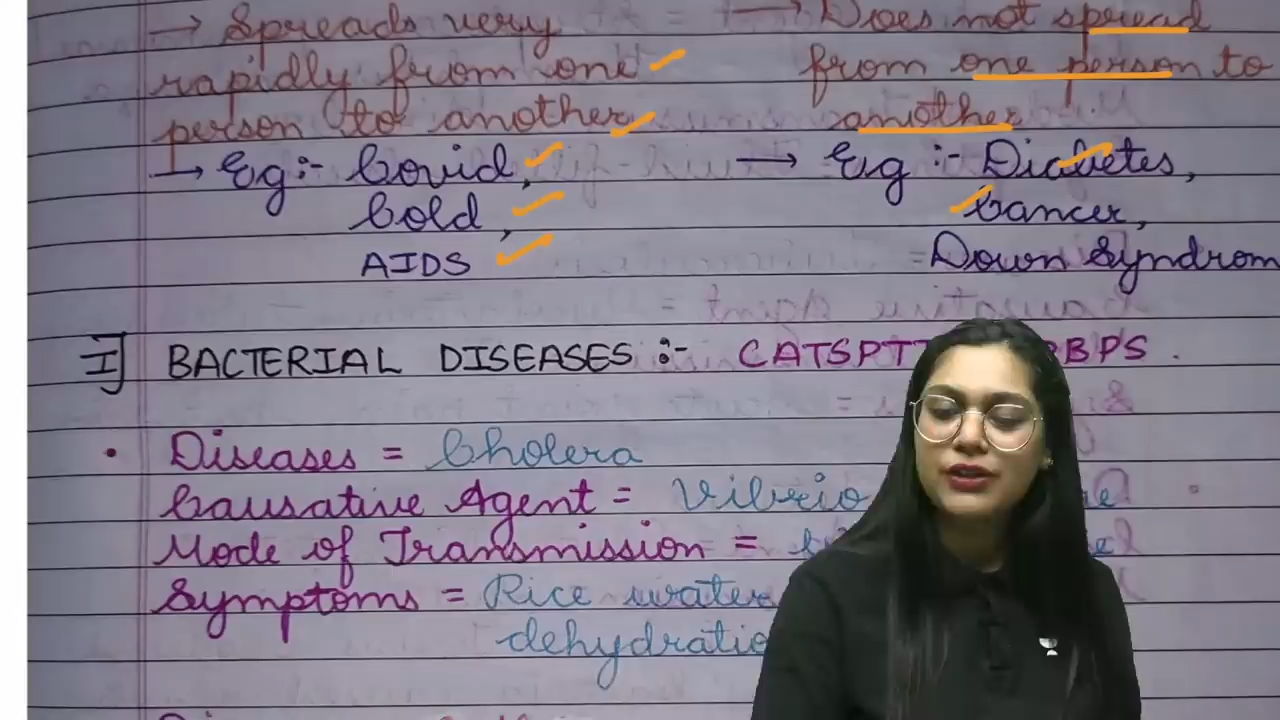 → Spreads very
rapidly from one
person to another
→ Eg:- Covid,
Cold,
AIDS
→ Does not spread
from one person to
another
→ Eg :- Diabetes,
Cancer,
Down Syndrom
I] BACTERIAL DISEASES :- CATSPT BPS.
• Diseases = Cholera
Causative Agent = Vibrio
Mode of Transmission =
Symptoms = Rice water
dehydratio